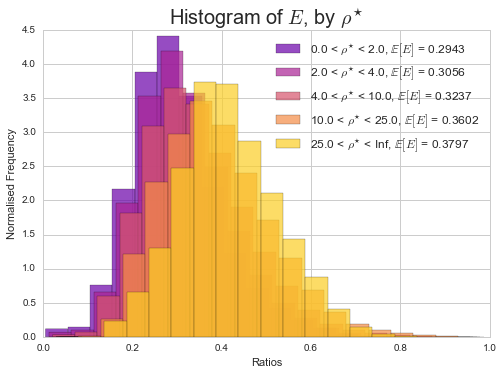 Histogram of E, by ρ*
0.0 < ρ* < 2.0, 𝔼[E] = 0.2943
2.0 < ρ* < 4.0, 𝔼[E] = 0.3056
4.0 < ρ* < 10.0, 𝔼[E] = 0.3237
10.0 < ρ* < 25.0, 𝔼[E] = 0.3602
25.0 < ρ* < Inf, 𝔼[E] = 0.3797
Normalised Frequency
4.5
4.0
3.5
3.0
2.5
2.0
1.5
1.0
0.5
0.0
0.0 0.2 0.4 0.6 0.8 1.0
Ratios